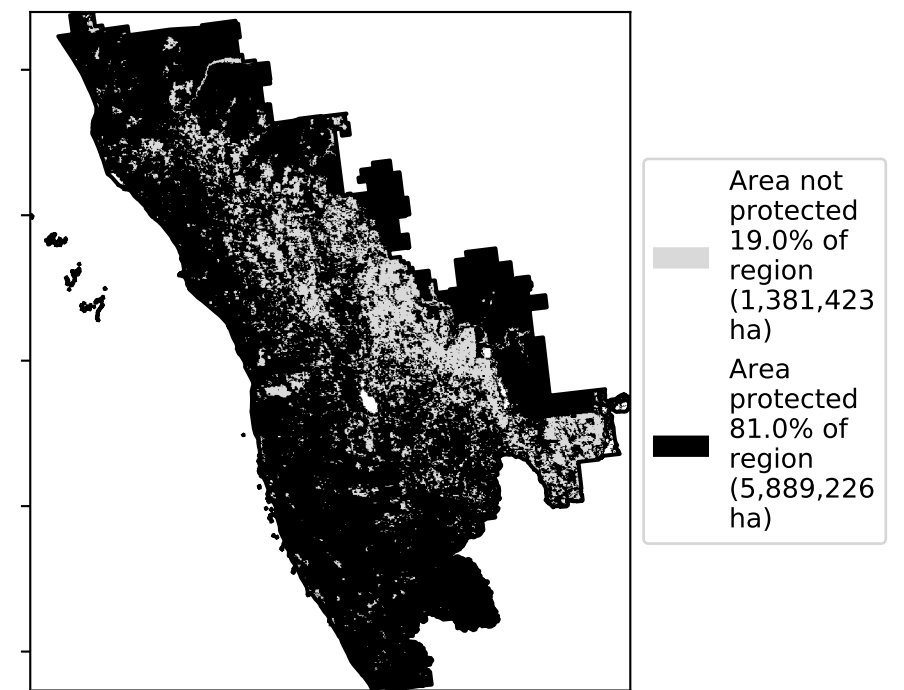 Area not
protected
19.0% of
region
(1,381,423
ha)
Area
protected
81.0% of
region
(5,889,226
ha)